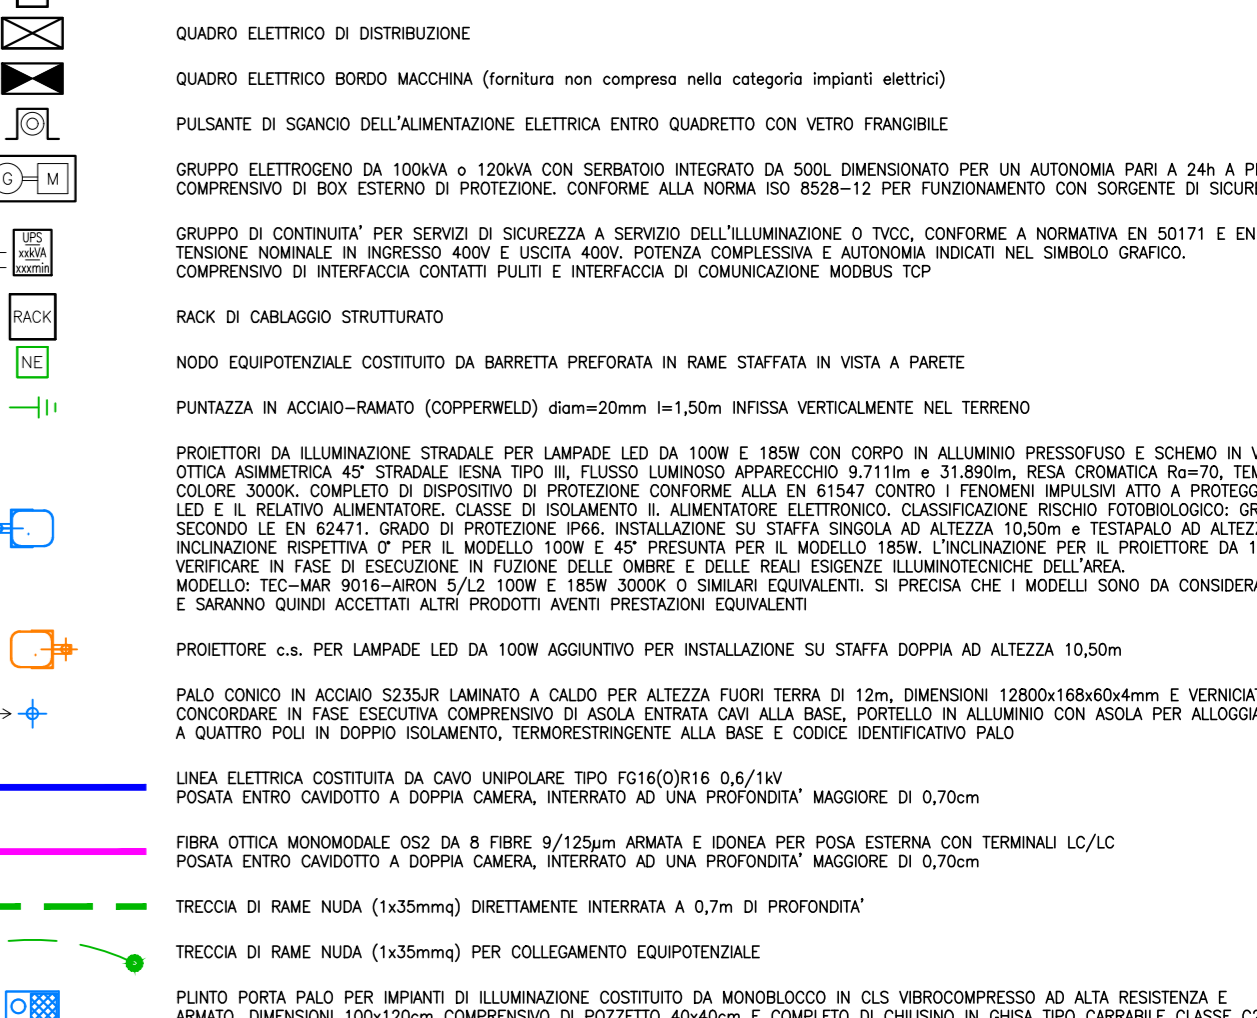 QUADRO ELETTRICO DI DISTRIBUZIONE
QUADRO ELETTRICO BORDO MACCHINA (fornitura non compresa nella categoria impianti elettrici)
PULSANTE DI SGANCIO DELL'ALIMENTAZIONE ELETTRICA ENTRO QUADRETTO CON VETRO FRANGIBILE
G M
GRUPPO ELETTROGENO DA 100kVA o 120kVA CON SERBATOIO INTEGRATO DA 500L DIMENSIONATO PER UN AUTONOMIA PARI A 24h A
COMPRENSIVO DI BOX ESTERNO DI PROTEZIONE. CONFORME ALLA NORMA ISO 8528-12 PER FUNZIONAMENTO CON SORGENTE DI
UPS
xxkVA
xxxmin
GRUPPO DI CONTINUITA' PER SERVIZI DI SICUREZZA A SERVIZIO DELL'ILLUMINAZIONE O TVCC, CONFORME A NORMATIVA EN 50171 E EN
TENSIONE NOMINALE IN INGRESSO 400V E USCITA 400V. POTENZA COMPLESSIVA E AUTONOMIA INDICATI NEL SIMBOLO GRAFICO.
COMPRENSIVO DI INTERFACCIA CONTATTI PULITI E INTERFACCIA DI COMUNICAZIONE MODBUS TCP
RACK
RACK DI CABLAGGIO STRUTTURATO
NE
NODO EQUIPOTENZIALE COSTITUITO DA BARRETTA PREFORATA IN RAME STAFFATA IN VISTA A PARETE
PUNTAZZA IN ACCIAIO-RAMATO (COPPERWELD) diam=20mm l=1,50m INFISSA VERTICALMENTE NEL TERRENO
PROIETTORI DA ILLUMINAZIONE STRADALE PER LAMPADE LED DA 100W E 185W CON CORPO IN ALLUMINIO PRESSOFUSO E SCHEMO IN
OTTICA ASIMMETRICA 45° STRADALE IESNA TIPO III, FLUSSO LUMINOSO APPARECCHIO 9.711lm e 31.890lm, RESA CROMATICA Ra=70,
COLORE 3000K. COMPLETO DI DISPOSITIVO DI PROTEZIONE CONFORME ALLA EN 61547 CONTRO I FENOMENI IMPULSIVI ATTO A
LED E IL RELATIVO ALIMENTATORE. CLASSE DI ISOLAMENTO II. ALIMENTATORE ELETTRONICO. CLASSIFICAZIONE RISCHIO FOTOBIOLOGICO:
SECONDO LE EN 62471. GRADO DI PROTEZIONE IP66. INSTALLAZIONE SU STAFFA SINGOLA AD ALTEZZA 10,50m e TESTAPALO AD
INCLINAZIONE RISPETTIVA 0° PER IL MODELLO 100W E 45° PRESUNTA PER IL MODELLO 185W. L'INCLINAZIONE PER IL PROIETTORE DA
VERIFICARE IN FASE DI ESECUZIONE IN FUZIONE DELLE OMBRE E DELLE REALI ESIGENZE ILLUMINOTECNICHE DELL'AREA.
MODELLO: TEC-MAR 9016-AIRON 5/L2 100W E 185W 3000K O SIMILARI EQUIVALENTI. SI PRECISA CHE I MODELLI SONO DA
E SARANNO QUINDI ACCETTATI ALTRI PRODOTTI AVENTI PRESTAZIONI EQUIVALENTI
PROIETTORE c.s. PER LAMPADE LED DA 100W AGGIUNTIVO PER INSTALLAZIONE SU STAFFA DOPPIA AD ALTEZZA 10,50m
PALO CONICO IN ACCIAIO S235JR LAMINATO A CALDO PER ALTEZZA FUORI TERRA DI 12m, DIMENSIONI 12800x168x60x4mm E
CONCORDARE IN FASE ESECUTIVA COMPRENSIVO DI ASOLA ENTRATA CAVI ALLA BASE, PORTELLO IN ALLUMINIO CON ASOLA PER
A QUATTRO POLI IN DOPPIO ISOLAMENTO, TERMORESTRINGENTE ALLA BASE E CODICE IDENTIFICATIVO PALO
LINEA ELETTRICA COSTITUITA DA CAVO UNIPOLARE TIPO FG16(O)R16 0,6/1kV
POSATA ENTRO CAVIDOTTO A DOPPIA CAMERA, INTERRATO AD UNA PROFONDITA' MAGGIORE DI 0,70cm
FIBRA OTTICA MONOMODALE OS2 DA 8 FIBRE 9/125µm ARMATA E IDONEA PER POSA ESTERNA CON TERMINALI LC/LC
POSATA ENTRO CAVIDOTTO A DOPPIA CAMERA, INTERRATO AD UNA PROFONDITA' MAGGIORE DI 0,70cm
TRECCIA DI RAME NUDA (1x35mmq) DIRETTAMENTE INTERRATA A 0,7m DI PROFONDITA'
TRECCIA DI RAME NUDA (1x35mmq) PER COLLEGAMENTO EQUIPOTENZIALE
PLINTO PORTA PALO PER IMPIANTI DI ILLUMINAZIONE COSTITUITO DA MONOBLOCCO IN CLS VIBROCOMPRESSO AD ALTA RESISTENZA E
ARMATO, DIMENSIONI 100x120cm COMPRENSIVO DI POZZETTO 40x40cm E COMPLETO DI CHIUSINO IN GHISA TIPO CARRABILE CLASSE